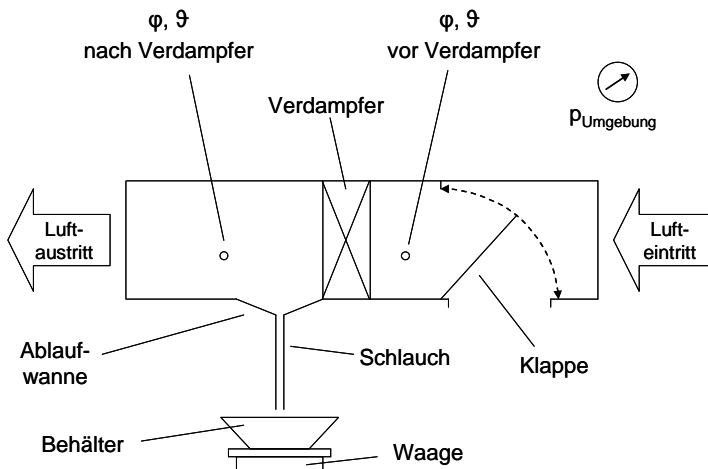 φ, ϑ
nach Verdampfer
φ, ϑ
vor Verdampfer
Verdampfer
pUmgebung
Luft-
austritt
Luft-
eintritt
Ablauf-
wanne
Schlauch
Klappe
Behälter
Waage